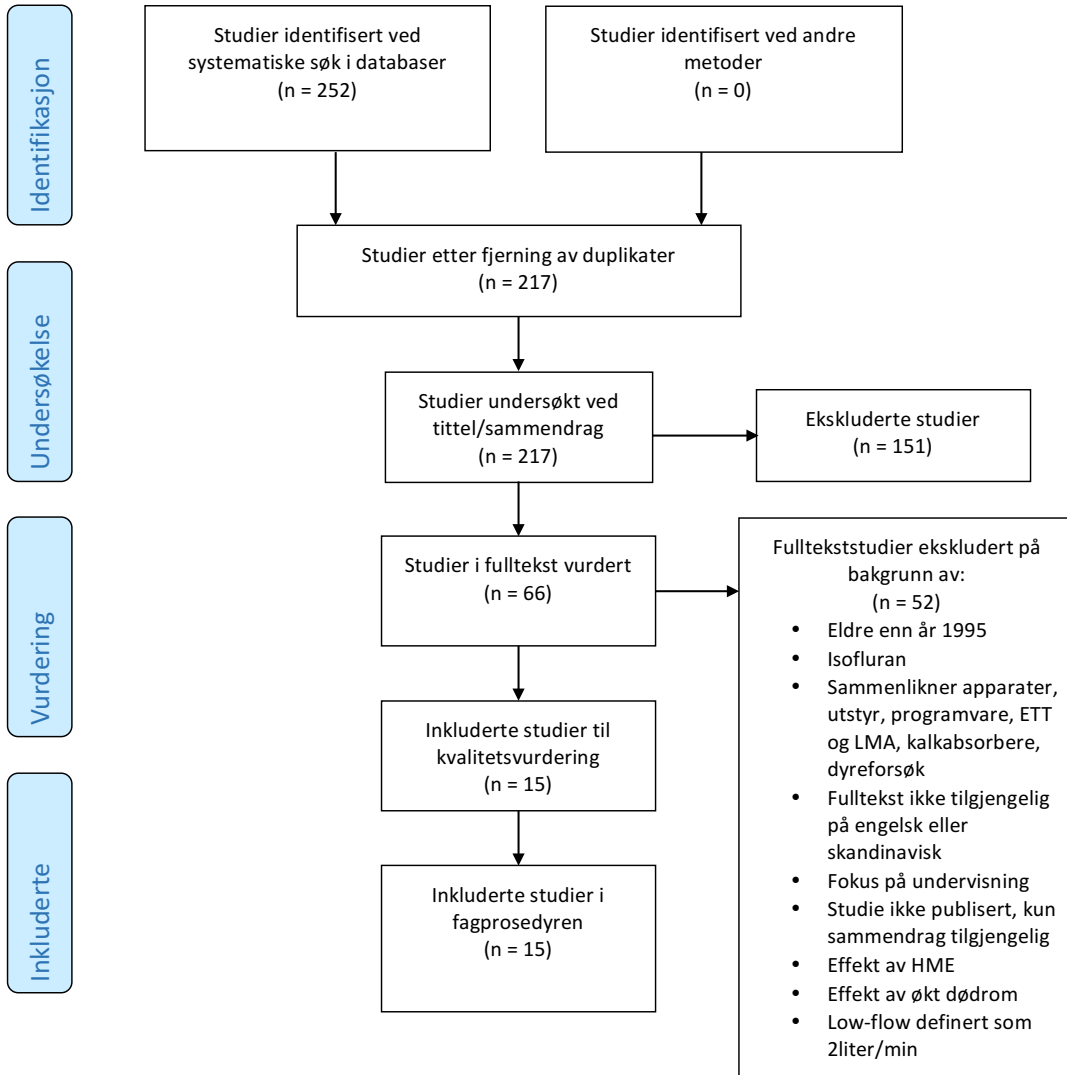 Identifikasjon
Studier identifisert ved
systematiske søk i databaser
(n = 252)
Studier identifisert ved andre
metoder
(n = 0)
Studier etter fjerning av duplikater
(n = 217)
Undersøkelse
Studier undersøkt ved
tittel/sammendrag
(n = 217)
Ekskluderte studier
(n = 151)
Vurdering
Studier i fulltekst vurdert
(n = 66)
Fulltekststudier ekskludert på
bakgrunn av:
(n = 52)
• Eldre enn år 1995
• Isofluran
• Sammenlikner apparater,
utstyr, programvare, ETT
og LMA, kalkabsorbere,
dyreforsøk
• Fulltekst ikke tilgjengelig
på engelsk eller
skandinavisk
• Fokus på undervisning
• Studie ikke publisert, kun
sammendrag tilgjengelig
• Effekt av HME
• Effekt av økt dødrom
• Low-flow definert som
2liter/min
Inkluderte studier til
kvalitetsvurdering
(n = 15)
Inkluderte
Inkluderte studier i
fagprosedyren
(n = 15)